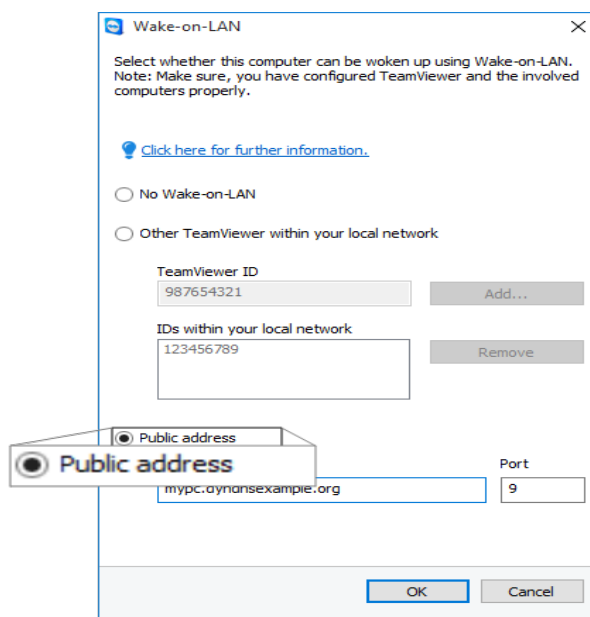 Wake-on-LAN
Select whether this computer can be woken up using Wake-on-LAN.
Note: Make sure, you have configured TeamViewer and the involved
computers properly.
Click here for further information.
No Wake-on-LAN
Other TeamViewer within your local network
TeamViewer ID
987654321
Add...
IDs within your local network
123456789
Remove
Public address
Public address
Port
mypc.dyndnsexample.org
9
OK
Cancel